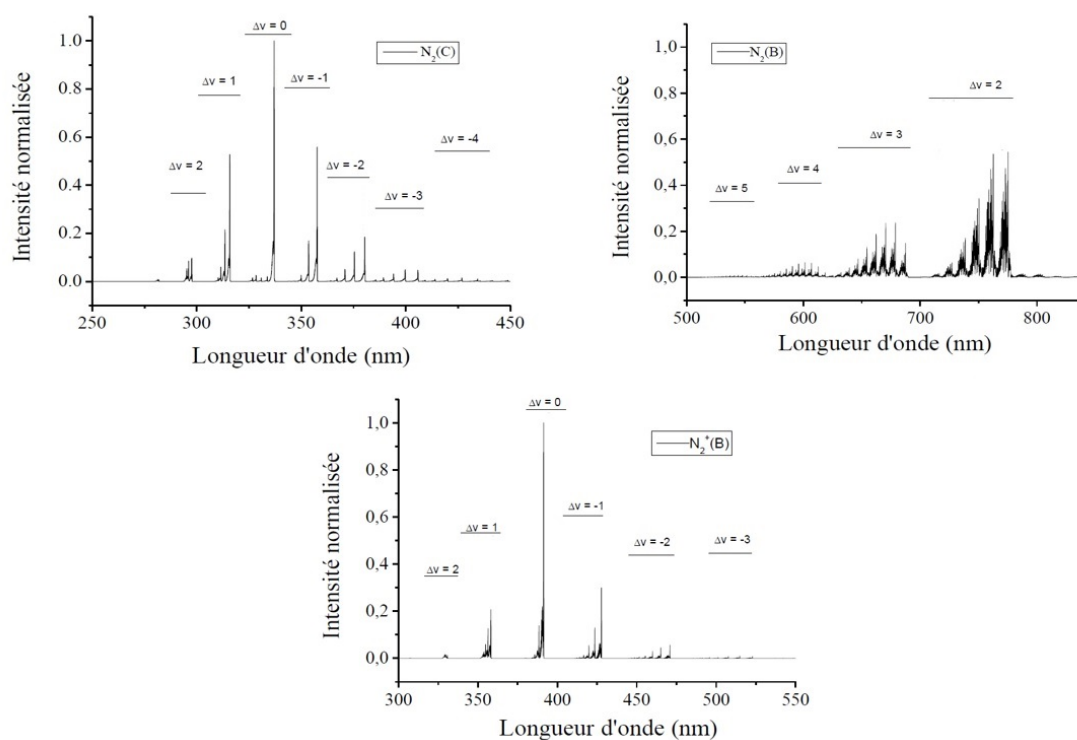 Δv = 0
1,0
N₂(C)
0,8
Δv = 1
Δv = -1
0,6
Δv = -4
0,4
Δv = 2
Δv = -2
Δv = -3
0,2
0,0
250 300 350 400 450
Longueur d'onde (nm)
Intensité normalisée
1,0
N₂(B)
0,8
Δv = 2
0,6
Δv = 3
0,4
Δv = 4
Δv = 5
0,2
0,0
500 600 700 800
Longueur d'onde (nm)
Intensité normalisée
Δv = 0
1,0
N₂⁺(B)
0,8
0,6
Δv = -1
Δv = 1
0,4
Δv = -2
Δv = -3
Δv = 2
0,2
0,0
300 350 400 450 500 550
Longueur d'onde (nm)
Intensité normalisée